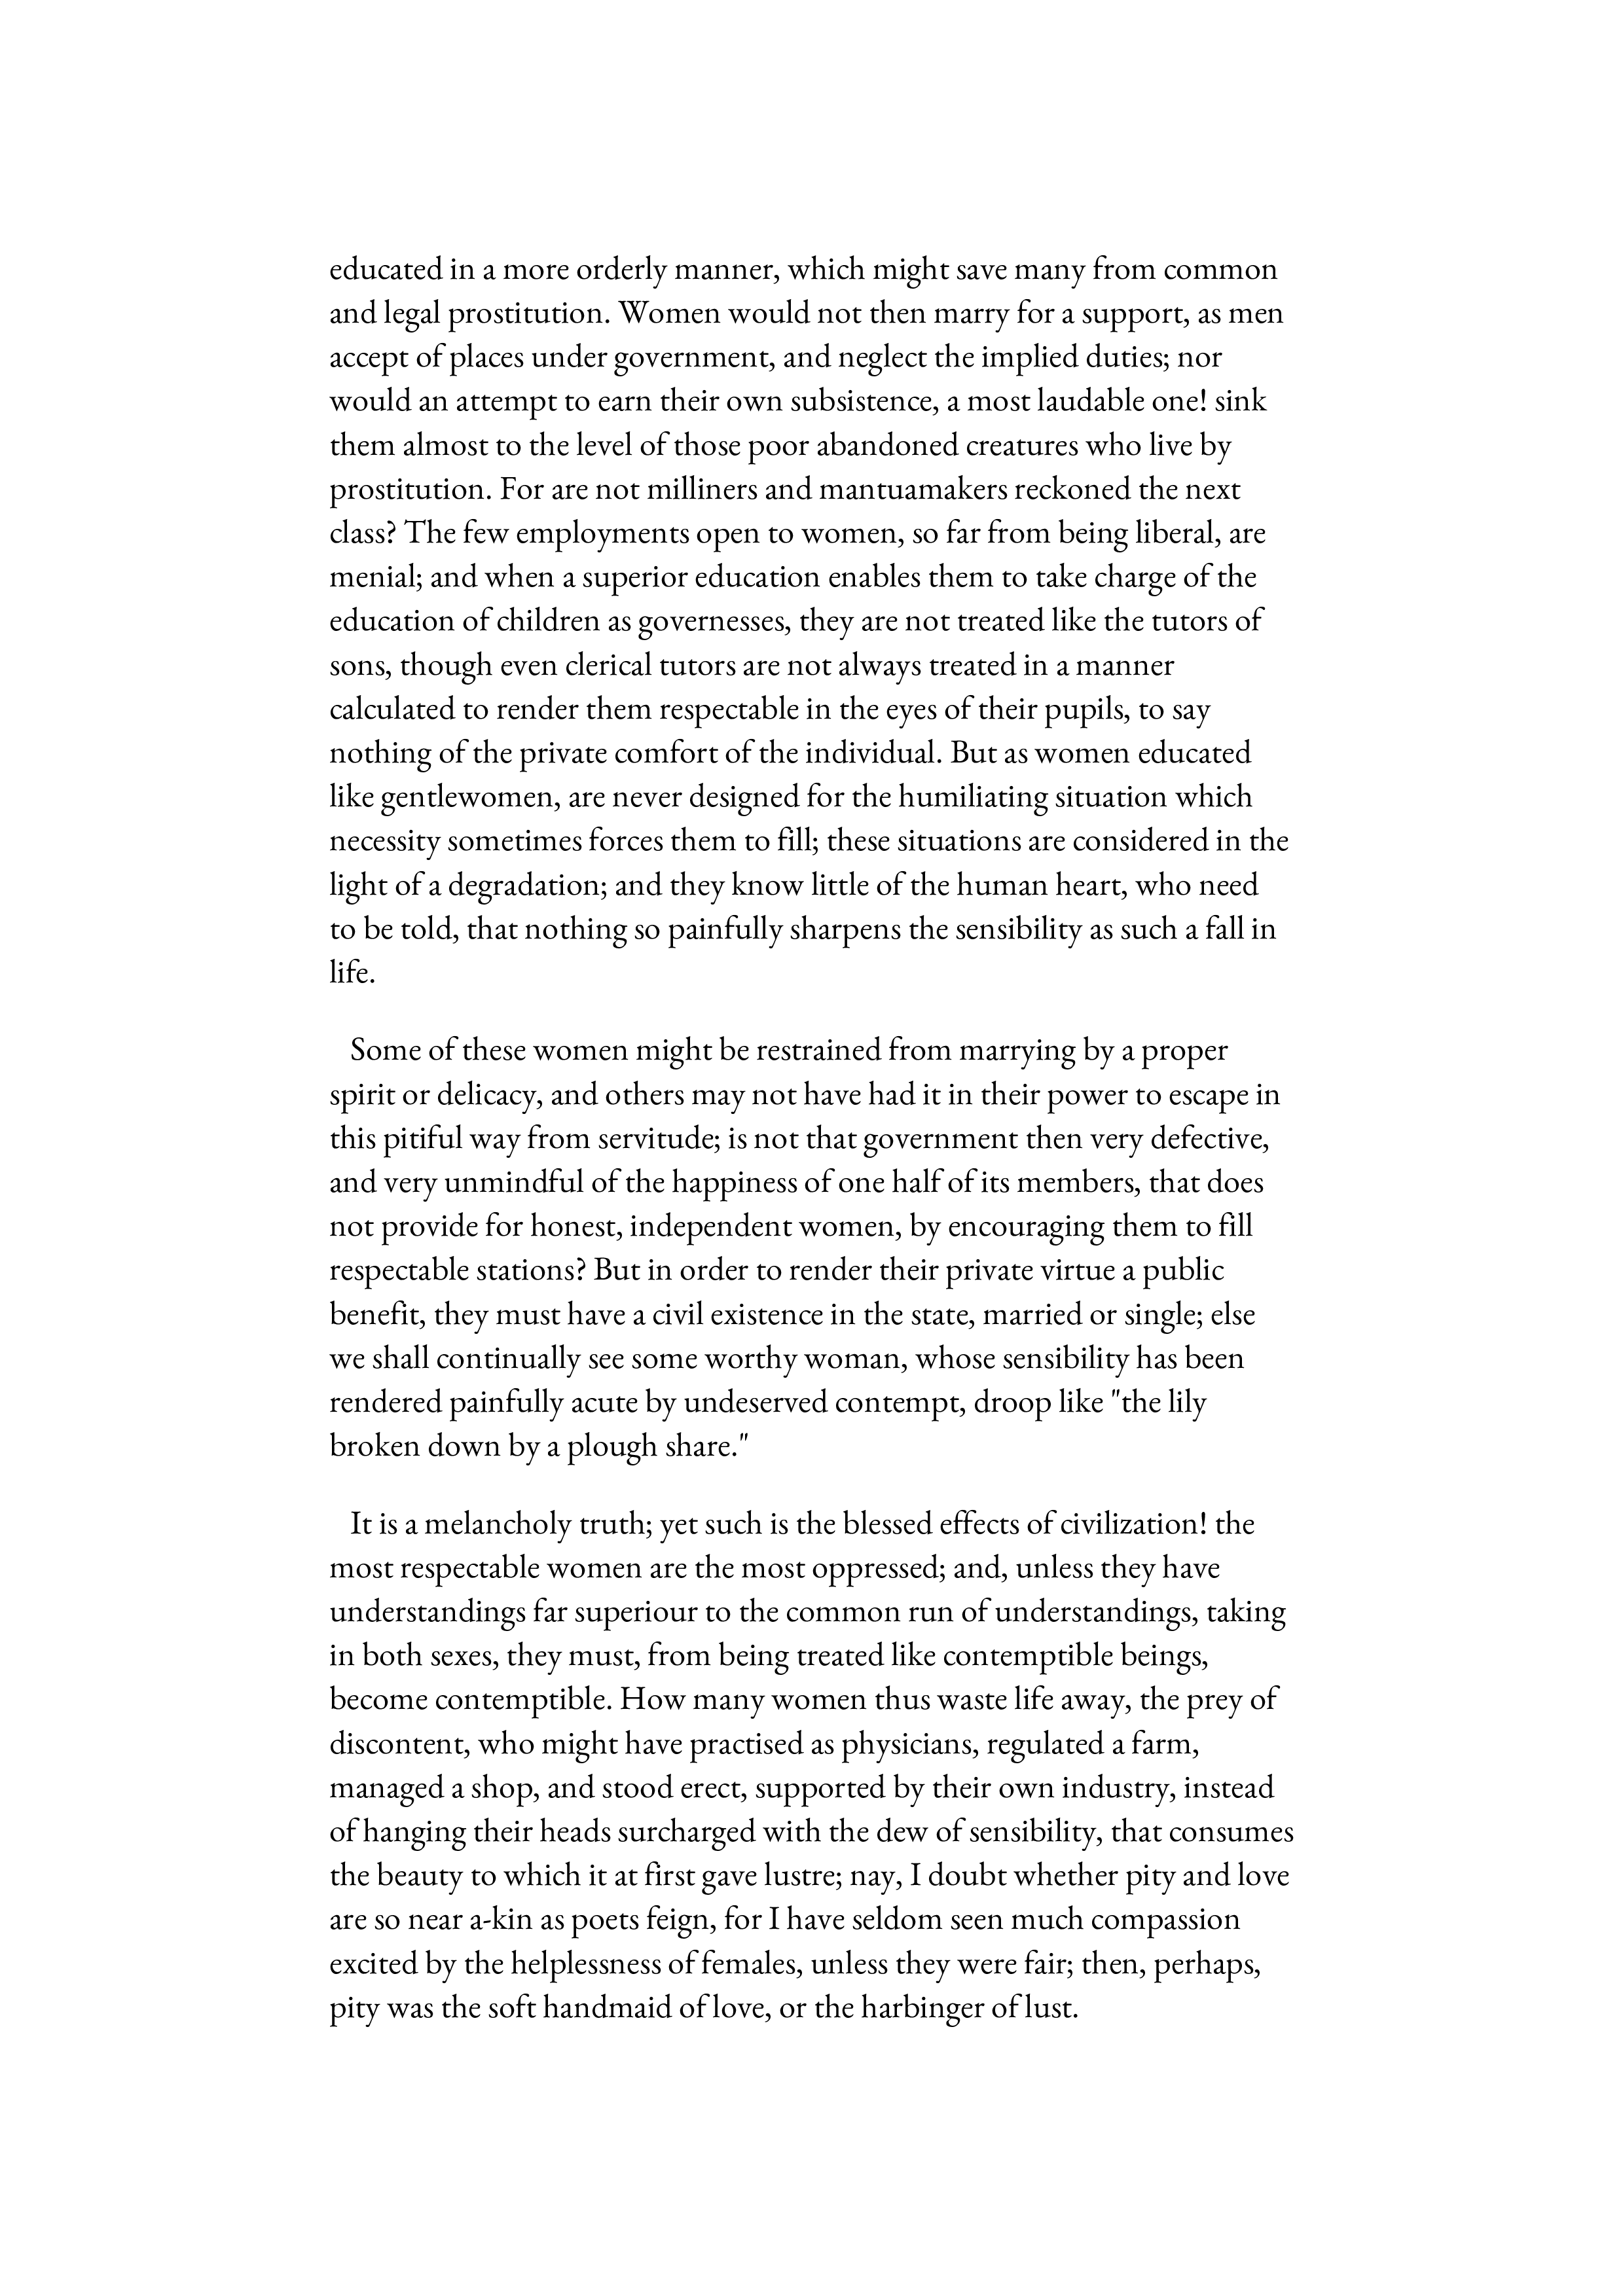 educated in a more orderly manner, which might save many from common
and legal prostitution. Women would not then marry for a support, as men
accept of places under government, and neglect the implied duties; nor
would an attempt to earn their own subsistence, a most laudable one! sink
them almost to the level of those poor abandoned creatures who live by
prostitution. For are not milliners and mantuamakers reckoned the next
class? The few employments open to women, so far from being liberal, are
menial; and when a superior education enables them to take charge of the
education of children as governesses, they are not treated like the tutors of
sons, though even clerical tutors are not always treated in a manner
calculated to render them respectable in the eyes of their pupils, to say
nothing of the private comfort of the individual. But as women educated
like gentlewomen, are never designed for the humiliating situation which
necessity sometimes forces them to fill; these situations are considered in the
light of a degradation; and they know little of the human heart, who need
to be told, that nothing so painfully sharpens the sensibility as such a fall in
life.
Some of these women might be restrained from marrying by a proper
spirit or delicacy, and others may not have had it in their power to escape in
this pitiful way from servitude; is not that government then very defective,
and very unmindful of the happiness of one half of its members, that does
not provide for honest, independent women, by encouraging them to fill
respectable stations? But in order to render their private virtue a public
benefit, they must have a civil existence in the state, married or single; else
we shall continually see some worthy woman, whose sensibility has been
rendered painfully acute by undeserved contempt, droop like "the lily
broken down by a plough share."
It is a melancholy truth; yet such is the blessed effects of civilization! the
most respectable women are the most oppressed; and, unless they have
understandings far superiour to the common run of understandings, taking
in both sexes, they must, from being treated like contemptible beings,
become contemptible. How many women thus waste life away, the prey of
discontent, who might have practised as physicians, regulated a farm,
managed a shop, and stood erect, supported by their own industry, instead
of hanging their heads surcharged with the dew of sensibility, that consumes
the beauty to which it at first gave lustre; nay, I doubt whether pity and love
are so near a-kin as poets feign, for I have seldom seen much compassion
excited by the helplessness of females, unless they were fair; then, perhaps,
pity was the soft handmaid of love, or the harbinger of lust.